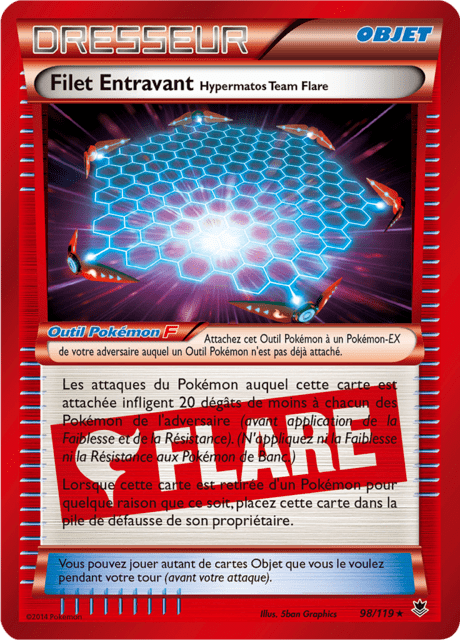 DRESSEUR
OBJET
Filet Entravant Hypermatos Team Flare
Outil Pokémon F
Attachez cet Outil Pokémon à un Pokémon-EX
de votre adversaire auquel un Outil Pokémon n'est pas déjà attaché.
Les attaques du Pokémon auquel cette carte est
attachée infligent 20 dégâts de moins à chacun des
Pokémon de l'adversaire (avant application de la
Faiblesse et de la Résistance). (N'appliquez ni la Faiblesse
ni la Résistance aux Pokémon de Banc.)
FLARE
Lorsque cette carte est retirée d'un Pokémon pour
quelque raison que ce soit, placez cette carte dans la
pile de défausse de son propriétaire.
Vous pouvez jouer autant de cartes Objet que vous le voulez
pendant votre tour (avant votre attaque).
©2014 Pokémon
Illus. 5ban Graphics
98/119 ★